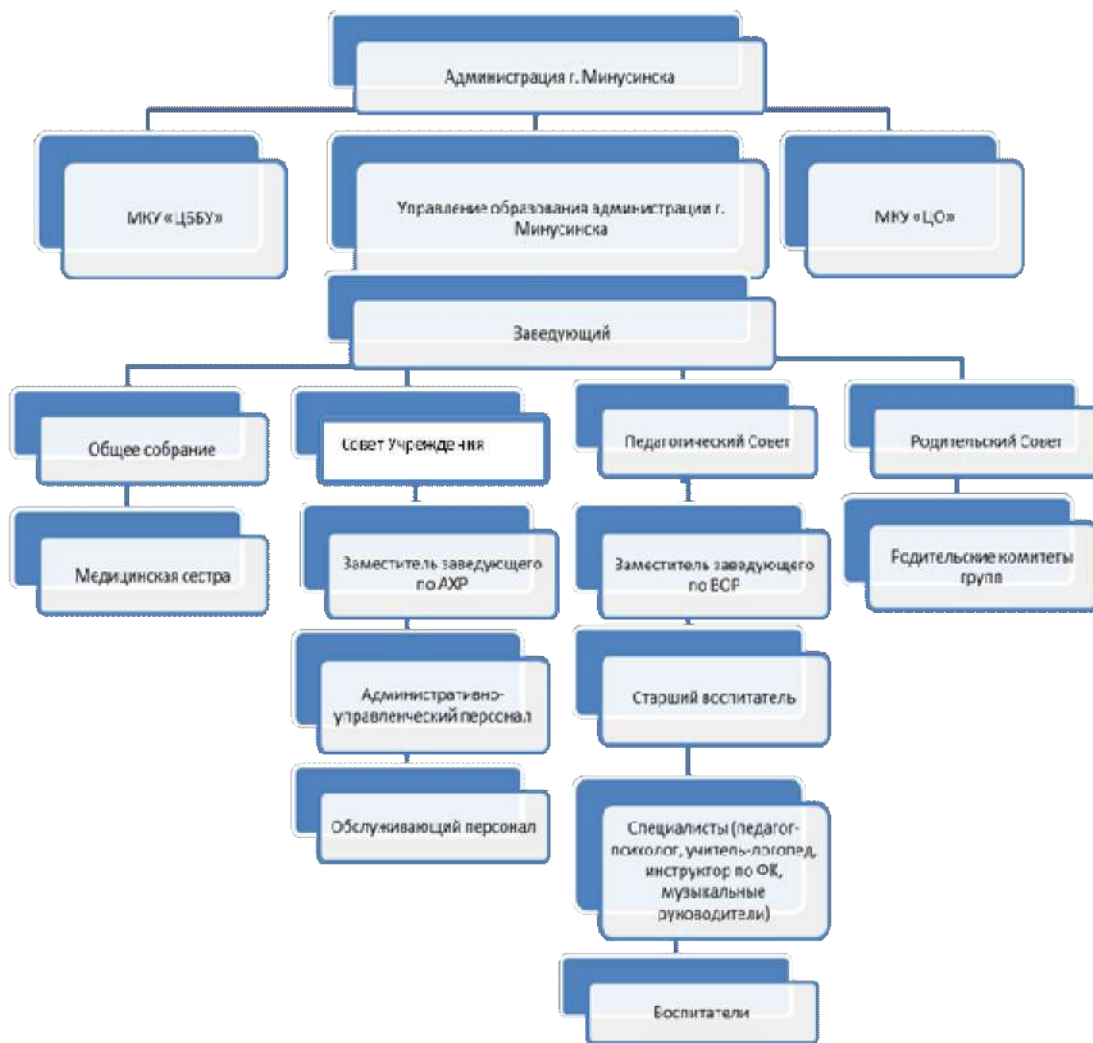 Администрация г. Минусинска
МКУ «ЦББУ»
Управление образования администрации г.
Минусинска
МКУ «ЦО»
Заведующий
Общее собрание
Совет Учреждения
Педагогический Совет
Родительский Совет
Медицинская сестра
Заместитель заведующего
по АХР
Заместитель заведующего
по ВОР
Родительские комитеты
групп
Административно-
управленческий персонал
Старший воспитатель
Обслуживающий персонал
Специалисты (педагог-
психолог, учитель-логопед,
инструктор по ФК,
музыкальные
руководители)
Воспитатели